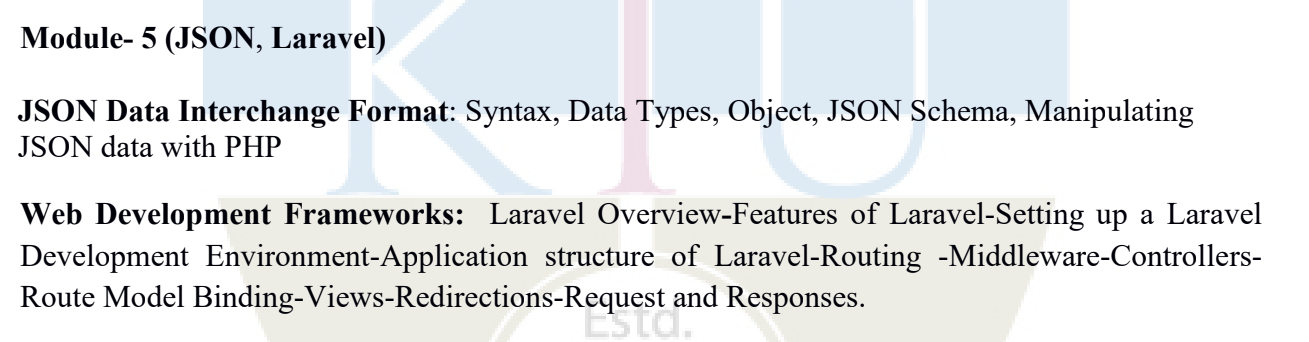 Module- 5 (JSON, Laravel)
JSON Data Interchange Format: Syntax, Data Types, Object, JSON Schema, Manipulating
JSON data with PHP
Web Development Frameworks: Laravel Overview-Features of Laravel-Setting up a Laravel
Development Environment-Application structure of Laravel-Routing -Middleware-Controllers-
Route Model Binding-Views-Redirections-Request and Responses.
Estd.